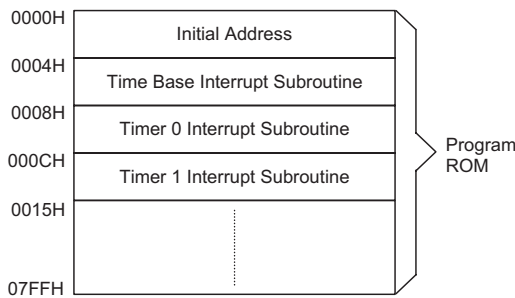 0000H
Initial Address
0004H
Time Base Interrupt Subroutine
0008H
Timer 0 Interrupt Subroutine
000CH
Timer 1 Interrupt Subroutine
0015H
07FFH
Program
ROM